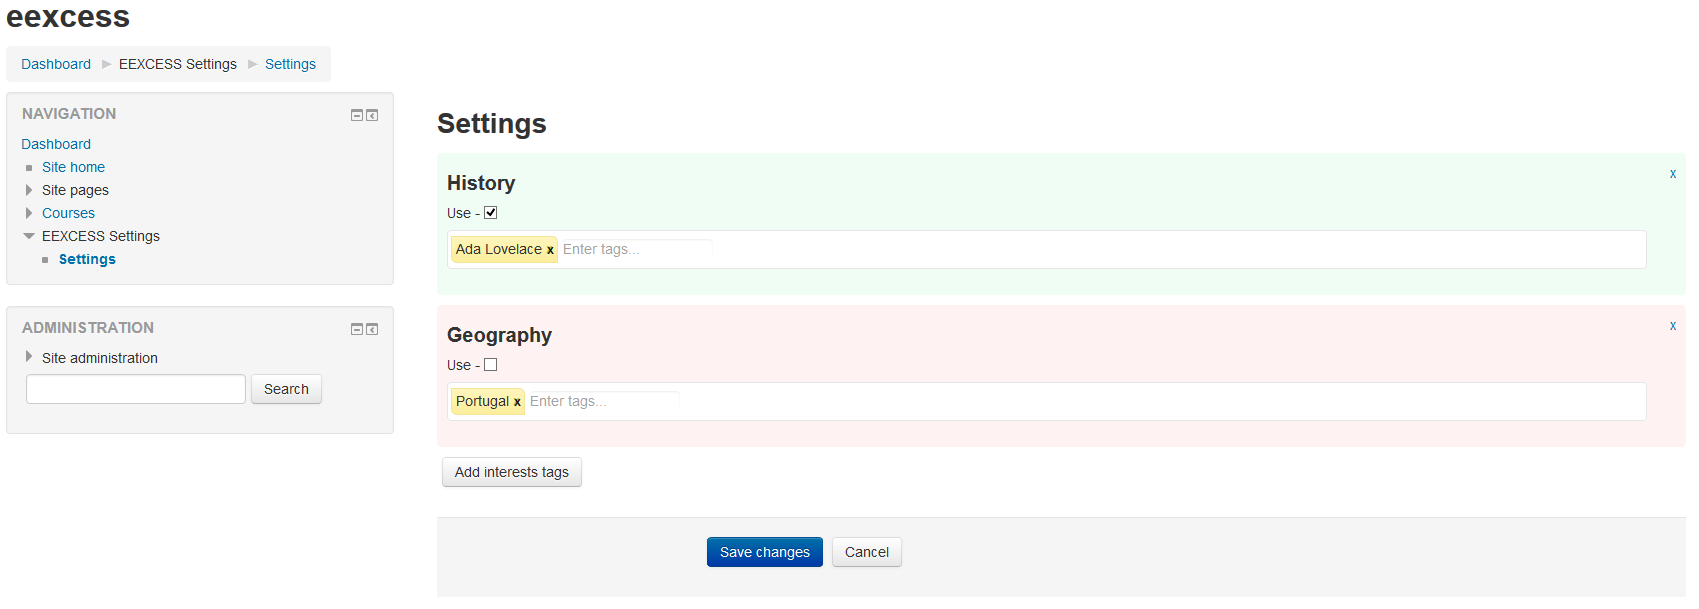 eexcess
Dashboard EEXCESS Settings Settings
NAVIGATION
Dashboard
Site home
Site pages
Courses
EEXCESS Settings
Settings
ADMINISTRATION
Site administration
Search
Settings
History
x
Use -
Ada Lovelace x Enter tags...
Geography
x
Use -
Portugal x Enter tags...
Add interests tags
Save changes Cancel